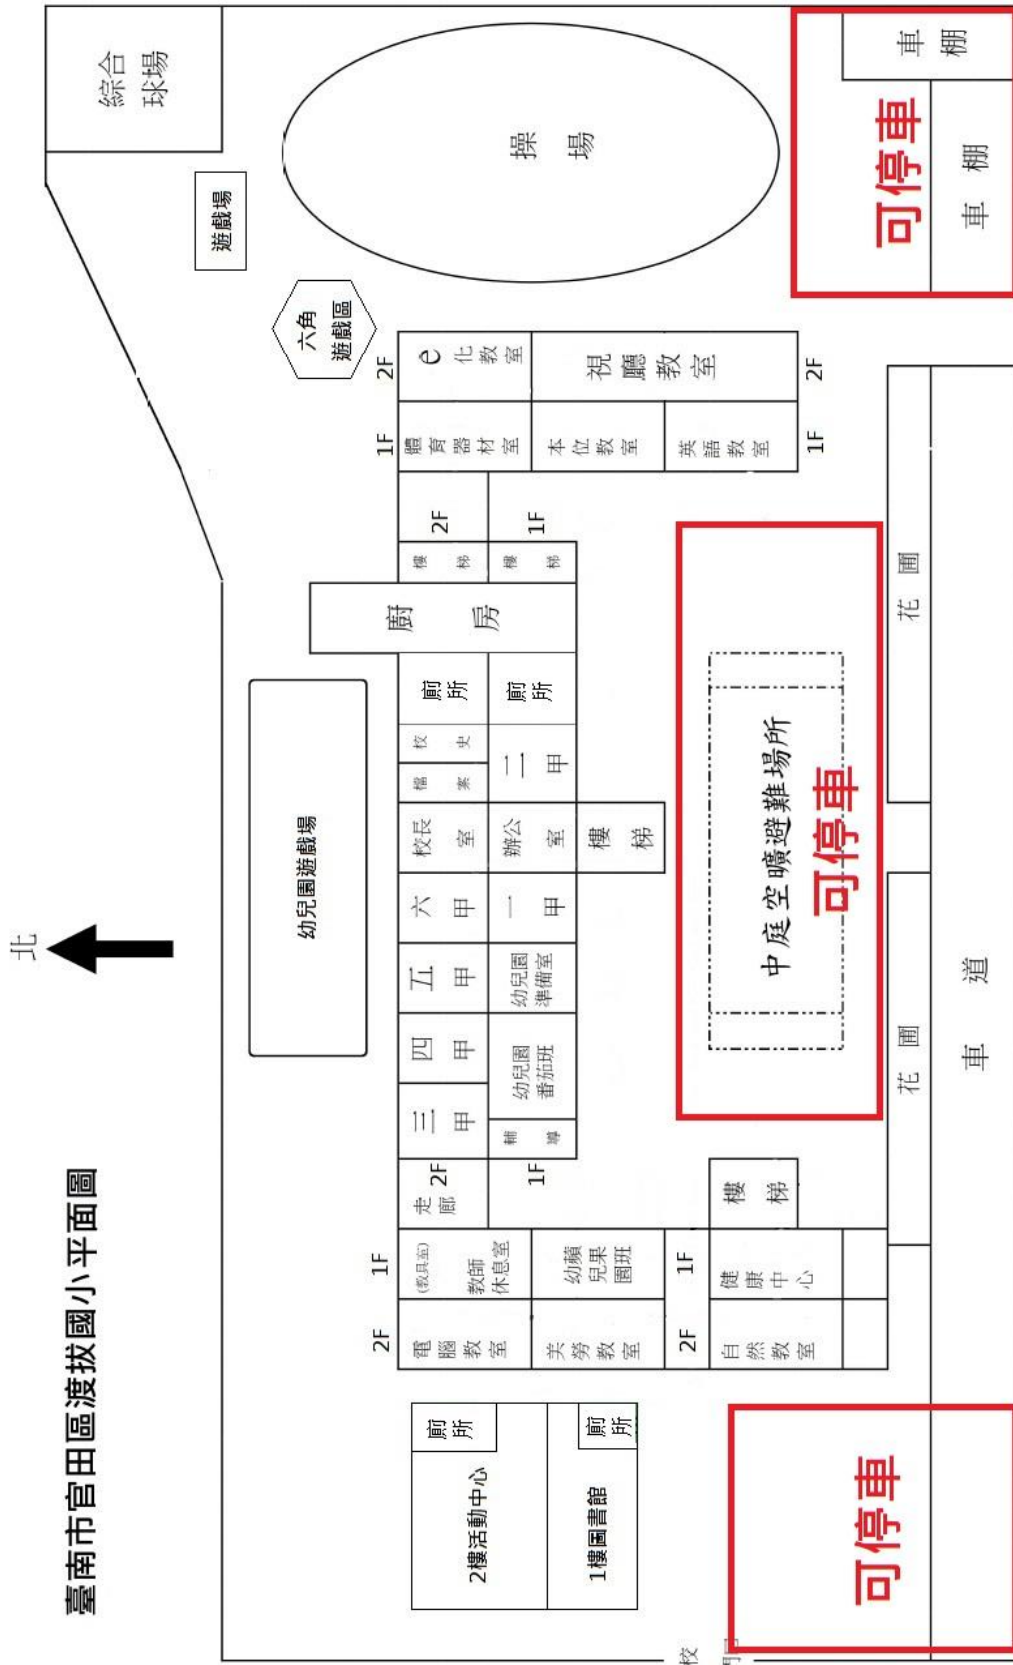 臺南市官田區渡拔國小平面圖
北
綜合
球場
遊戲場
六角
遊戲區
操場
車棚
車棚
可停車
2F
e化教室
視廳教室
2F
1F
體育器材室
本位教室
英語教室
1F
2F
1F
樓梯
樓梯
廚房
廁所
廁所
校史
檔案
二甲
校長室
辦公室
樓梯
六甲
一甲
五甲
幼兒園
準備室
四甲
三甲
幼兒園
番茄班
輔導
2F
1F
走廊
幼兒園遊戲場
中庭空曠避難場所
可停車
花圃
花圃
車道
樓梯
1F
(教具室)
教師
休息室
幼蘋
兒果
園班
1F
健康中心
2F
電腦教室
美勞教室
2F
自然教室
廁所
2樓活動中心
廁所
1樓圖書館
可停車
校